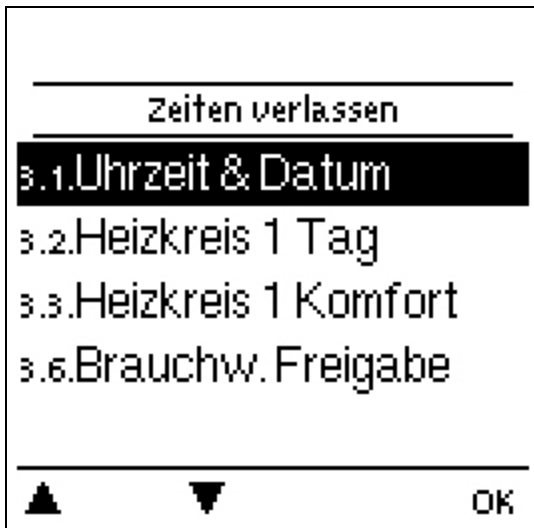 Zeiten verlassen
3.1.Uhrzeit & Datum
3.2.Heizkreis 1 Tag
3.3.Heizkreis 1 Komfort
3.6.Brauchw. Freigabe
OK